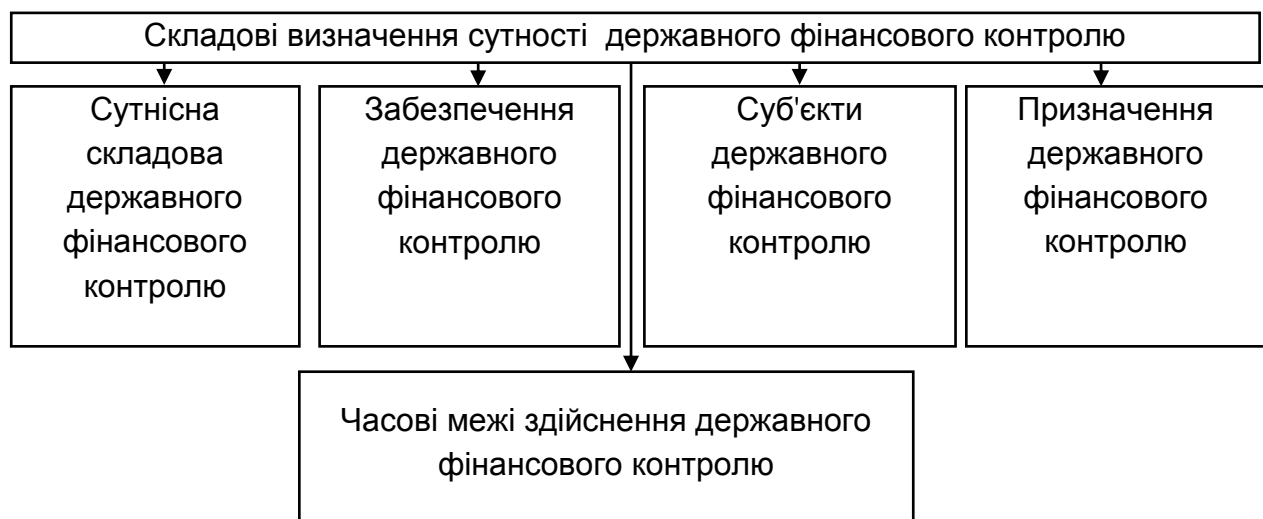 Складові визначення сутності державного фінансового контролю
Сутнісна
складова
державного
фінансового
контролю
Забезпечення
державного
фінансового
контролю
Суб'єкти
державного
фінансового
контролю
Призначення
державного
фінансового
контролю
Часові межі здійснення державного
фінансового контролю